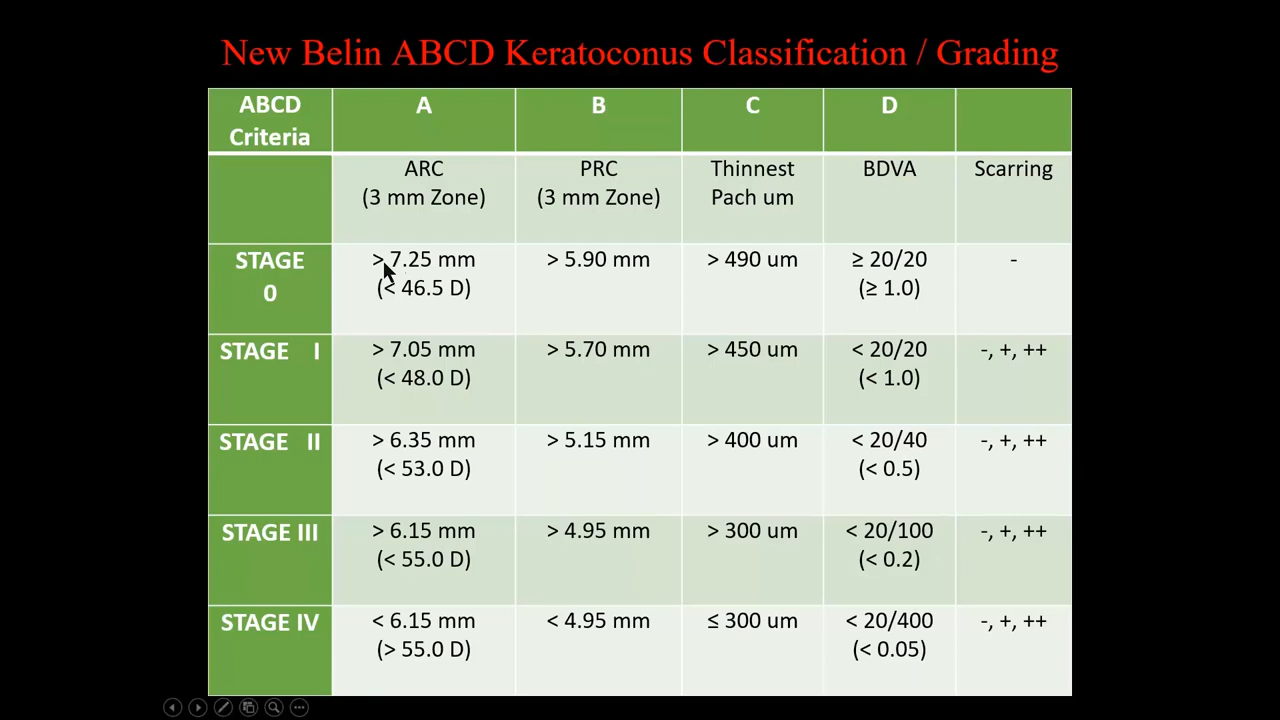 New Belin ABCD Keratoconus Classification / Grading
ABCD Criteria A B C D
ARC (3 mm Zone) PRC (3 mm Zone) Thinnest Pach um BDVA Scarring
STAGE 0 > 7.25 mm (< 46.5 D) > 5.90 mm > 490 um ≥ 20/20 (≥ 1.0) -
STAGE I > 7.05 mm (< 48.0 D) > 5.70 mm > 450 um < 20/20 (< 1.0) -, +, ++
STAGE II > 6.35 mm (< 53.0 D) > 5.15 mm > 400 um < 20/40 (< 0.5) -, +, ++
STAGE III > 6.15 mm (< 55.0 D) > 4.95 mm > 300 um < 20/100 (< 0.2) -, +, ++
STAGE IV < 6.15 mm (> 55.0 D) < 4.95 mm ≤ 300 um < 20/400 (< 0.05) -, +, ++